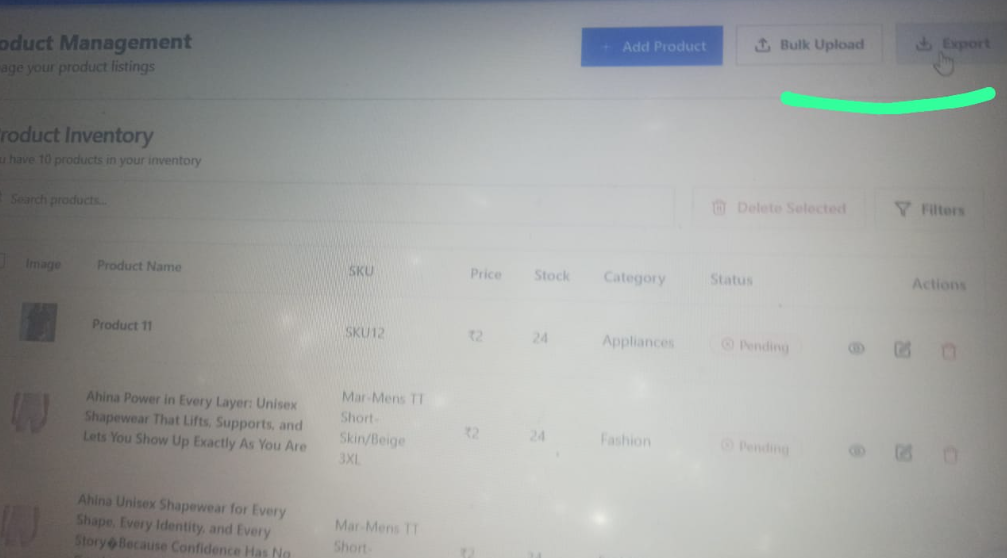 oduct Management
age your product listings
+ Add Product
Bulk Upload
Export
roduct Inventory
u have 10 products in your inventory
Search products...
Delete Selected
Filters
Image Product Name SKU Price Stock Category Status Actions
Product 11 SKU12 ₹2 24 Appliances Pending
Ahina Power in Every Layer: Unisex
Shapewear That Lifts, Supports, and
Lets You Show Up Exactly As You Are
Mar-Mens TT
Short-
Skin/Beige
3XL
₹2 24 Fashion Pending
Ahina Unisex Shapewear for Every
Shape, Every Identity, and Every
Story�Because Confidence Has No
Mar-Mens TT
Short-
₹2 24